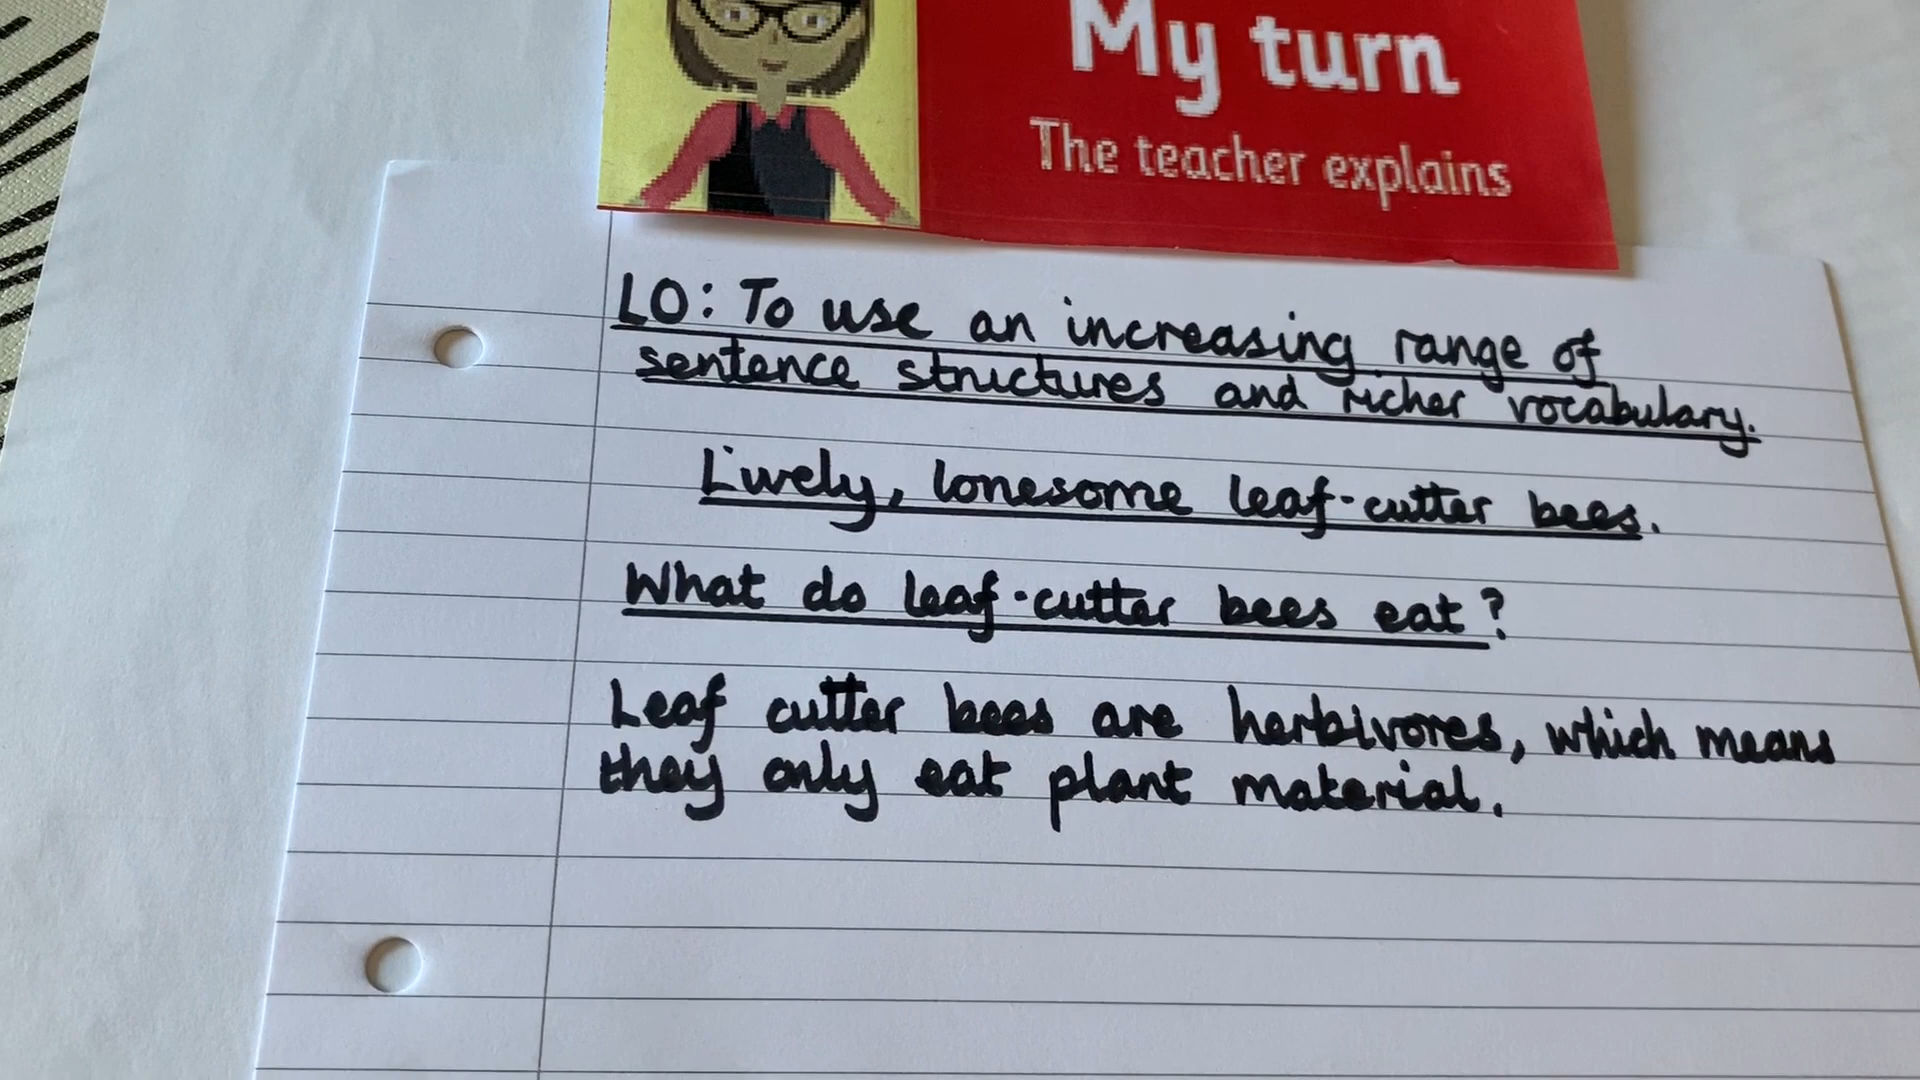 My turn
The teacher explains
LO: To use an increasing range of
sentence structures and richer vocabulary.
Lively, lonesome leaf-cutter bees.
What do leaf-cutter bees eat?
Leaf cutter bees are herbivores, which means
they only eat plant material.